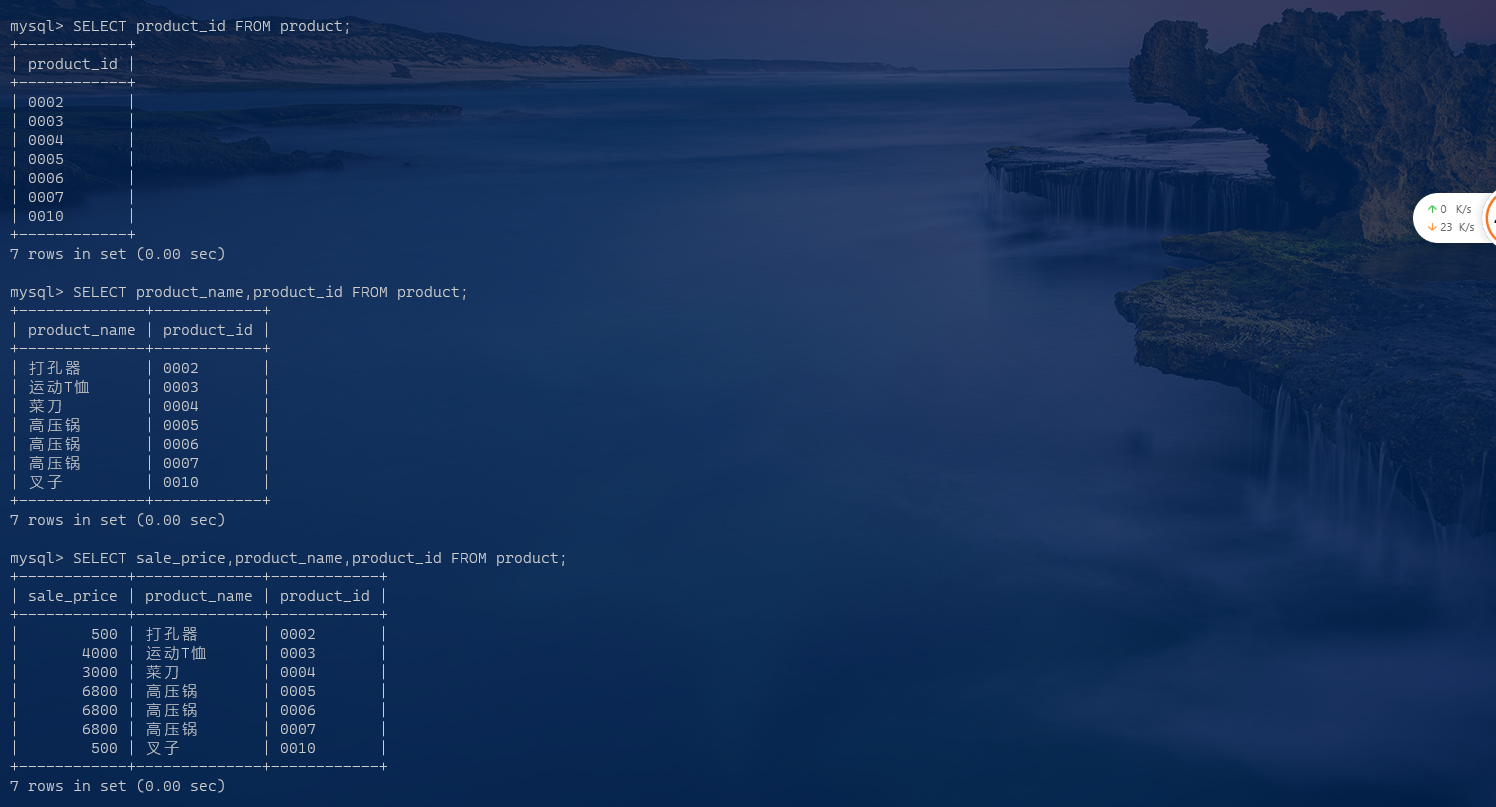 mysql> SELECT product_id FROM product;
+------------+
| product_id |
+------------+
| 0002       |
| 0003       |
| 0004       |
| 0005       |
| 0006       |
| 0007       |
| 0010       |
+------------+
7 rows in set (0.00 sec)
mysql> SELECT product_name,product_id FROM product;
+--------------+------------+
| product_name | product_id |
+--------------+------------+
| 打孔器       | 0002       |
| 运动T恤      | 0003       |
| 菜刀         | 0004       |
| 高压锅       | 0005       |
| 高压锅       | 0006       |
| 高压锅       | 0007       |
| 叉子         | 0010       |
+--------------+------------+
7 rows in set (0.00 sec)
mysql> SELECT sale_price,product_name,product_id FROM product;
+------------+--------------+------------+
| sale_price | product_name | product_id |
+------------+--------------+------------+
|        500 | 打孔器       | 0002       |
|       4000 | 运动T恤      | 0003       |
|       3000 | 菜刀         | 0004       |
|       6800 | 高压锅       | 0005       |
|       6800 | 高压锅       | 0006       |
|       6800 | 高压锅       | 0007       |
|        500 | 叉子         | 0010       |
+------------+--------------+------------+
7 rows in set (0.00 sec)
↑ 0 K/s
↓ 23 K/s